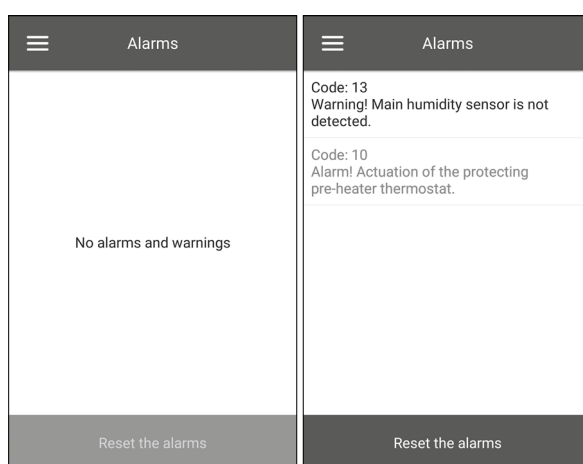 Alarms
No alarms and warnings
Reset the alarms
Alarms
Code: 13
Warning! Main humidity sensor is not
detected.
Code: 10
Alarm! Actuation of the protecting
pre-heater thermostat.
Reset the alarms